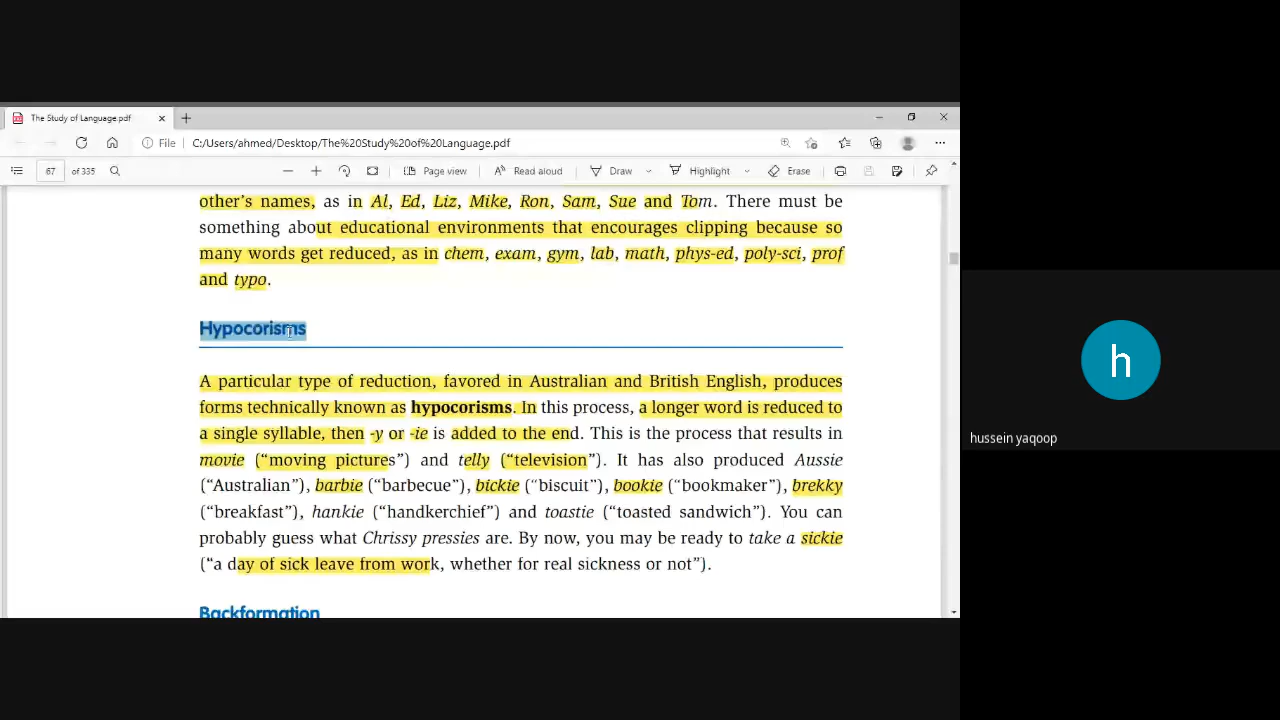 The Study of Language.pdf
File C:/Users/ahmed/Desktop/The%20Study%20of%20Language.pdf
67 of 335 Page view Read aloud Draw Highlight Erase
other's names, as in Al, Ed, Liz, Mike, Ron, Sam, Sue and Tom. There must be
something about educational environments that encourages clipping because so
many words get reduced, as in chem, exam, gym, lab, math, phys-ed, poly-sci, prof
and typo.
Hypocorisms
A particular type of reduction, favored in Australian and British English, produces
forms technically known as hypocorisms. In this process, a longer word is reduced to
a single syllable, then -y or -ie is added to the end. This is the process that results in
movie (“moving pictures”) and telly (“television”). It has also produced Aussie
(“Australian”), barbie (“barbecue”), bickie (“biscuit”), bookie (“bookmaker”), brekky
(“breakfast”), hankie (“handkerchief”) and toastie (“toasted sandwich”). You can
probably guess what Chrissy pressies are. By now, you may be ready to take a sickie
(“a day of sick leave from work, whether for real sickness or not”).
Backformation
h
hussein yaqoop